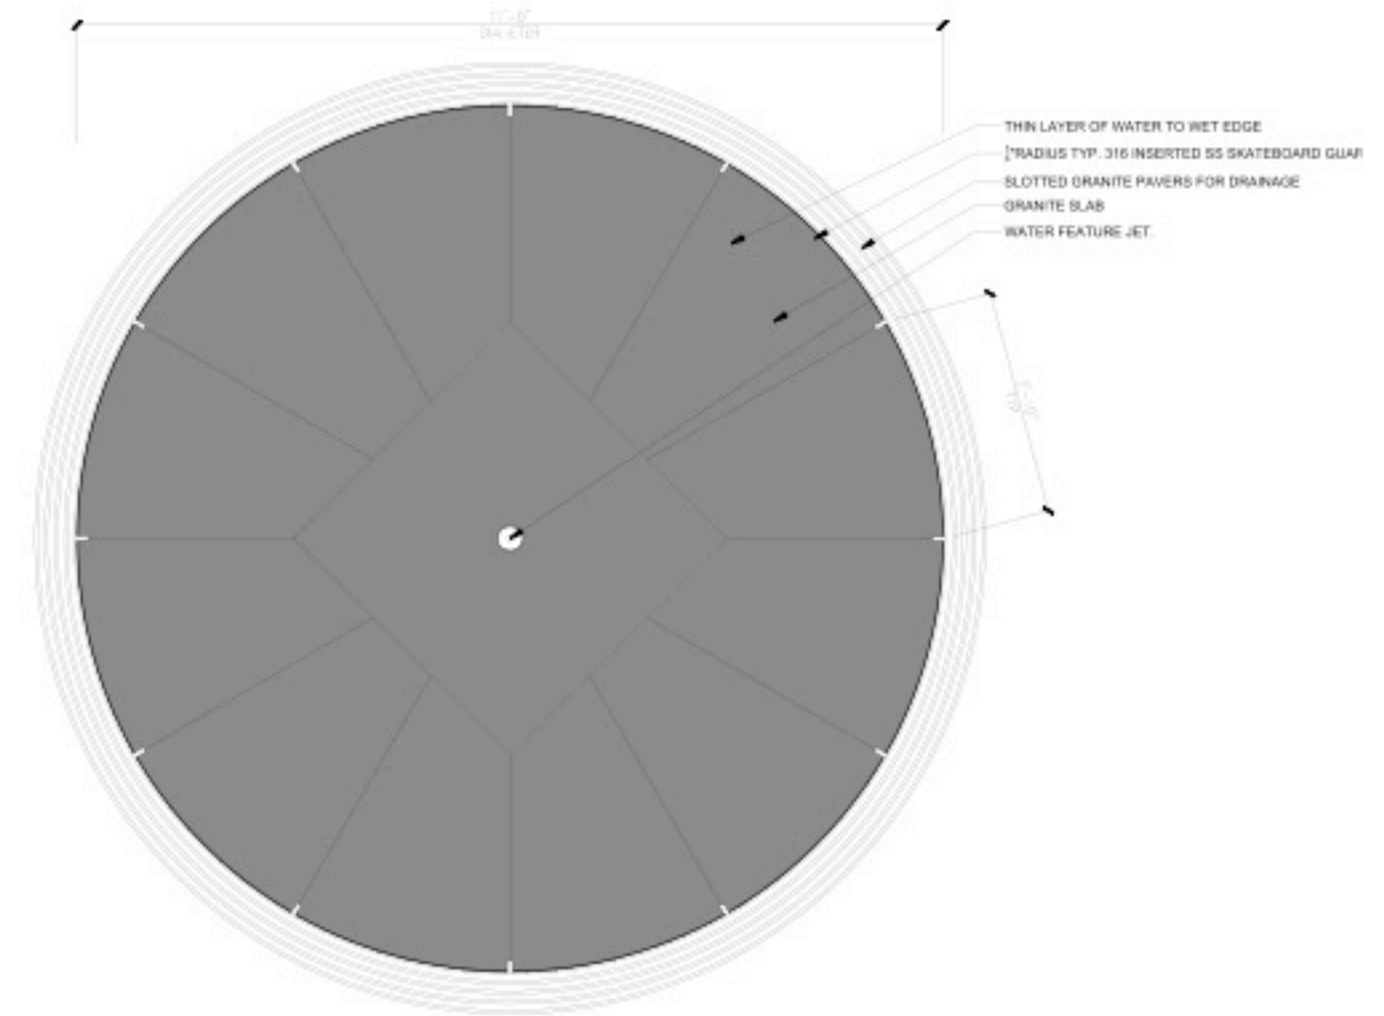 DIAMETER
THIN LAYER OF WATER TO WET EDGE
"RADIUS TYP. 316 INSERTED SS SKATEBOARD GUAR
SLOTTED GRANITE PAVERS FOR DRAINAGE
GRANITE SLAB
WATER FEATURE JET.